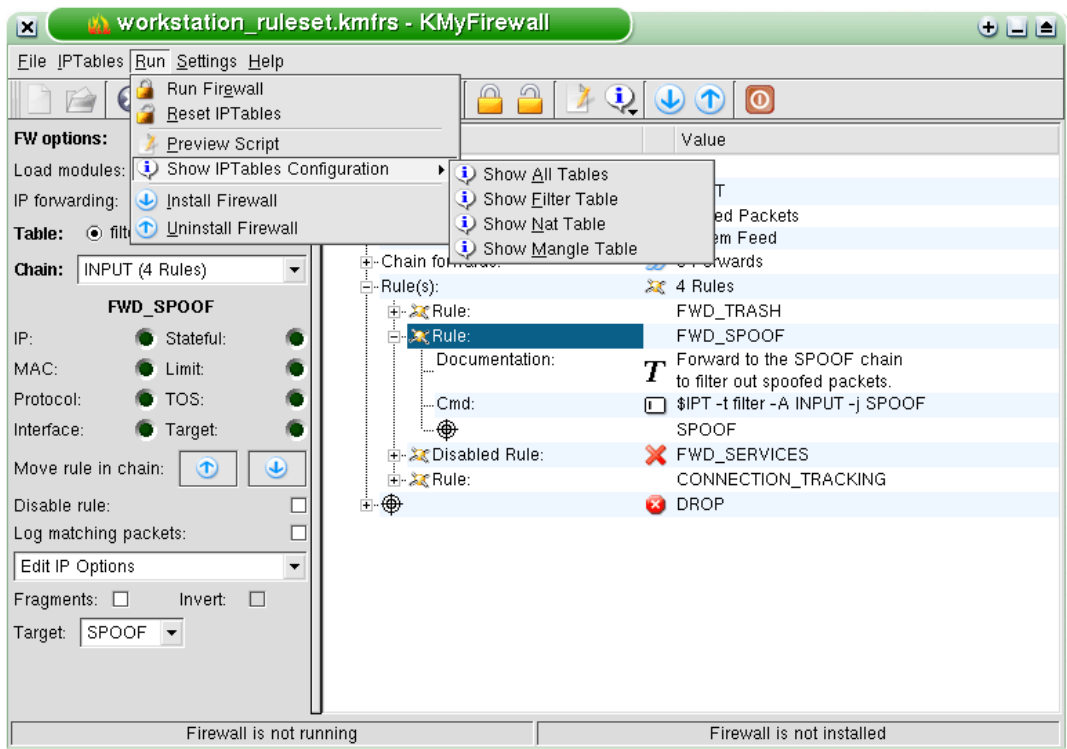 workstation_ruleset.kmfrs - KMyFirewall
File IPTables Run Settings Help
Run Firewall
Reset IPTables
Preview Script
Show IPTables Configuration
Install Firewall
Uninstall Firewall
Show All Tables
Show Filter Table
Show Nat Table
Show Mangle Table
FW options:
Load modules:
IP forwarding:
Table:
Chain: INPUT (4 Rules)
FWD_SPOOF
IP: Stateful:
MAC: Limit:
Protocol: TOS:
Interface: Target:
Move rule in chain:
Disable rule:
Log matching packets:
Edit IP Options
Fragments: Invert:
Target: SPOOF
Value
Packets
Feed
Chain
Rule(s): 4 Rules
Rule: FWD_TRASH
Rule: FWD_SPOOF
Documentation: Forward to the SPOOF chain
to filter out spoofed packets.
Cmd: $IPT -t filter -A INPUT -j SPOOF
SPOOF
Disabled Rule: FWD_SERVICES
Rule: CONNECTION_TRACKING
DROP
Firewall is not running
Firewall is not installed